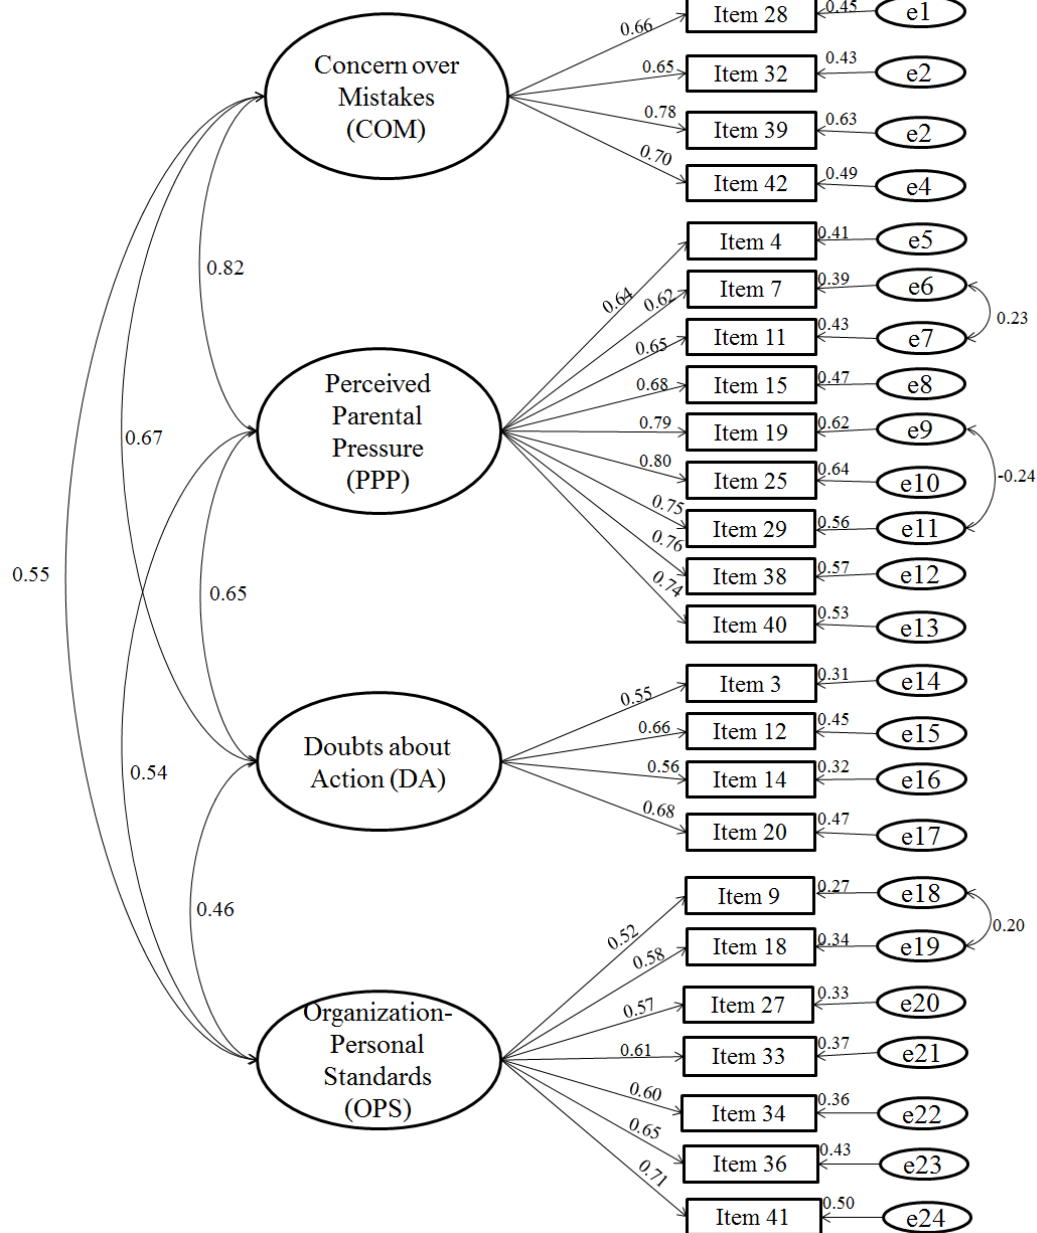 Concern over
Mistakes
(COM)
0.66
Item 28
0.45
e1
0.65
Item 32
0.43
e2
0.78
Item 39
0.63
e2
0.70
Item 42
0.49
e4
0.82
0.67
0.55
Perceived
Parental
Pressure
(PPP)
0.64
Item 4
0.41
e5
0.62
Item 7
0.39
e6
0.23
0.65
Item 11
0.43
e7
0.68
Item 15
0.47
e8
0.79
Item 19
0.62
e9
-0.24
0.80
Item 25
0.64
e10
0.75
Item 29
0.56
e11
0.76
Item 38
0.57
e12
0.74
Item 40
0.53
e13
0.65
0.54
Doubts about
Action (DA)
0.55
Item 3
0.31
e14
0.66
Item 12
0.45
e15
0.56
Item 14
0.32
e16
0.68
Item 20
0.47
e17
0.46
Organization-
Personal
Standards
(OPS)
0.52
Item 9
0.27
e18
0.20
0.58
Item 18
0.34
e19
0.57
Item 27
0.33
e20
0.61
Item 33
0.37
e21
0.60
Item 34
0.36
e22
0.65
Item 36
0.43
e23
0.71
Item 41
0.50
e24